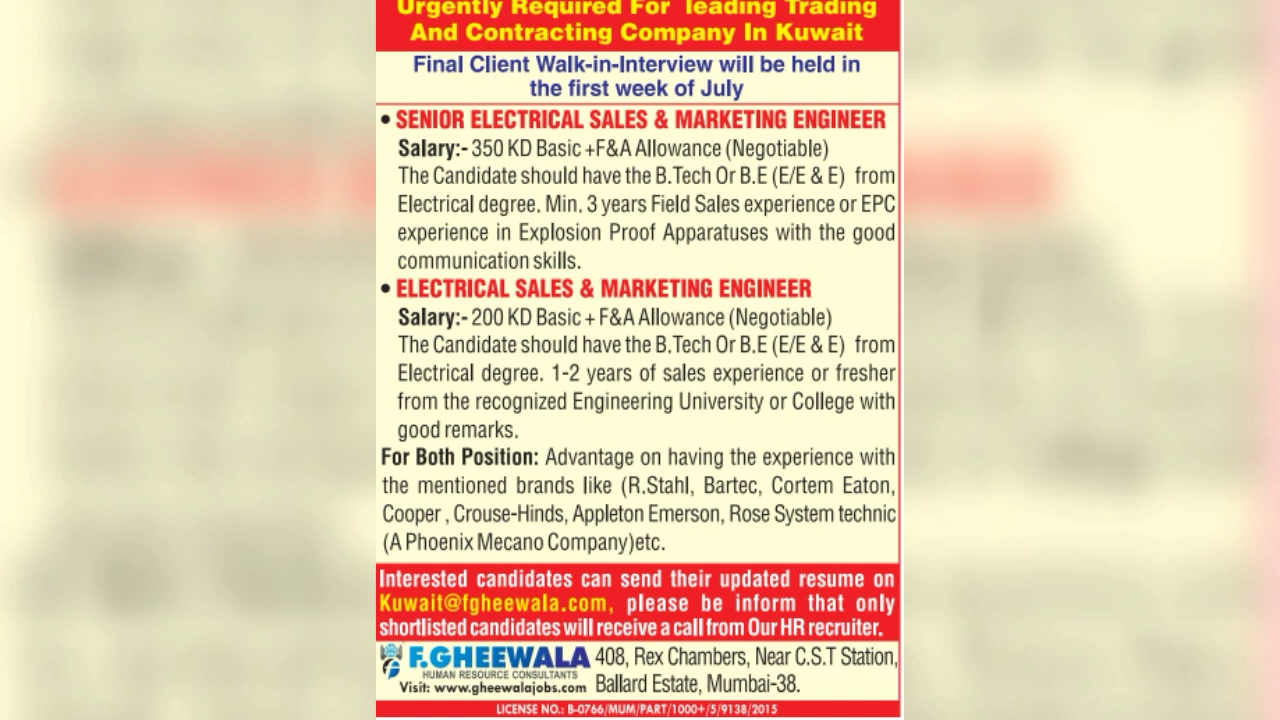 Urgently Required For leading Trading
And Contracting Company In Kuwait
Final Client Walk-in-Interview will be held in
the first week of July
• SENIOR ELECTRICAL SALES & MARKETING ENGINEER
Salary:- 350 KD Basic +F&A Allowance (Negotiable)
The Candidate should have the B.Tech Or B.E (E/E & E) from
Electrical degree. Min. 3 years Field Sales experience or EPC
experience in Explosion Proof Apparatuses with the good
communication skills.
• ELECTRICAL SALES & MARKETING ENGINEER
Salary:- 200 KD Basic + F&A Allowance (Negotiable)
The Candidate should have the B.Tech Or B.E (E/E & E) from
Electrical degree. 1-2 years of sales experience or fresher
from the recognized Engineering University or College with
good remarks.
For Both Position: Advantage on having the experience with
the mentioned brands like (R.Stahl, Bartec, Cortem Eaton,
Cooper , Crouse-Hinds, Appleton Emerson, Rose System technic
(A Phoenix Mecano Company)etc.
Interested candidates can send their updated resume on
Kuwait@fgheewala.com, please be inform that only
shortlisted candidates will receive a call from Our HR recruiter.
F.GHEEWALA
HUMAN RESOURCE CONSULTANTS
Visit: www.gheewalajobs.com
408, Rex Chambers, Near C.S.T Station,
Ballard Estate, Mumbai-38.
LICENSE NO.: B-0766/MUM/PART/1000+/5/9138/2015